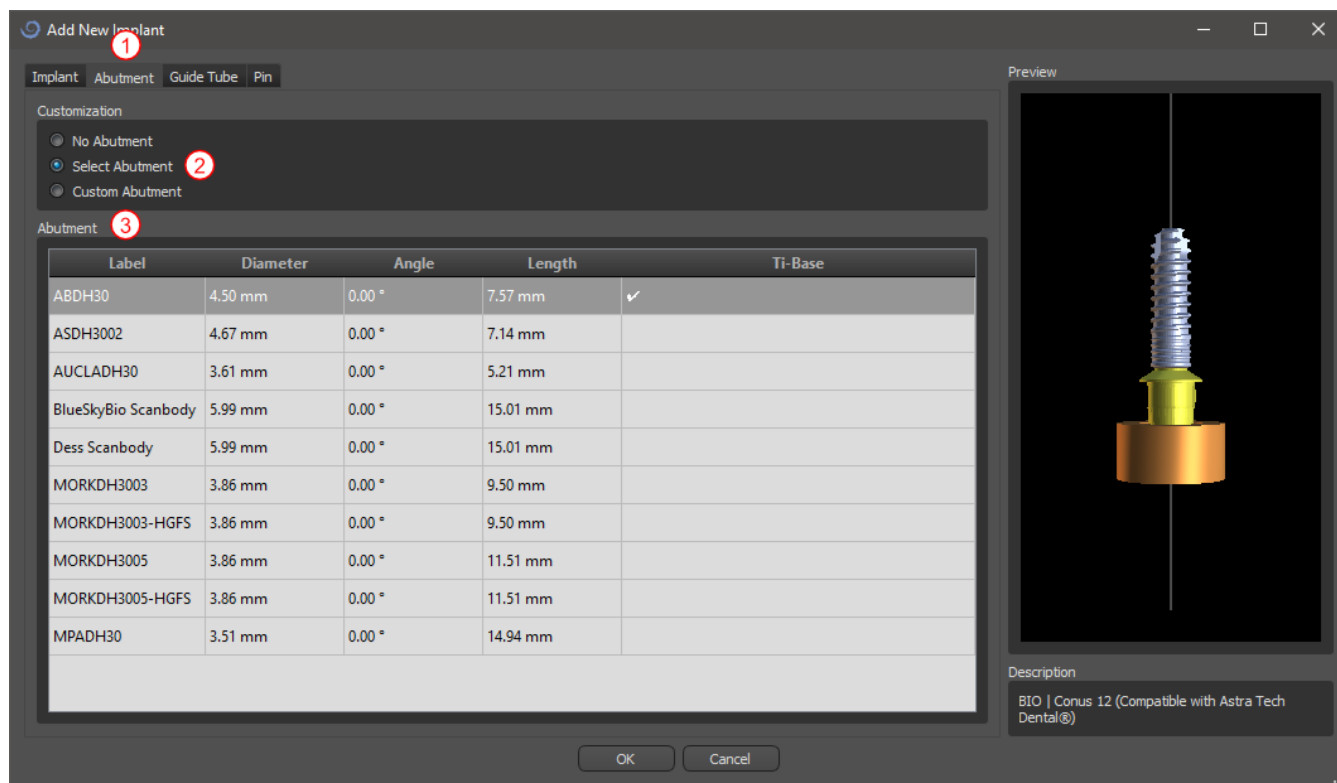 Add New Implant
1
Implant Abutment Guide Tube Pin
Customization
No Abutment
Select Abutment 2
Custom Abutment
Abutment 3
Label Diameter Angle Length Ti-Base
ABDH30 4.50 mm 0.00 ° 7.57 mm ✔
ASDH3002 4.67 mm 0.00 ° 7.14 mm
AUCLADH30 3.61 mm 0.00 ° 5.21 mm
BlueSkyBio Scanbody 5.99 mm 0.00 ° 15.01 mm
Dess Scanbody 5.99 mm 0.00 ° 15.01 mm
MORKDH3003 3.86 mm 0.00 ° 9.50 mm
MORKDH3003-HGFS 3.86 mm 0.00 ° 9.50 mm
MORKDH3005 3.86 mm 0.00 ° 11.51 mm
MORKDH3005-HGFS 3.86 mm 0.00 ° 11.51 mm
MPADH30 3.51 mm 0.00 ° 14.94 mm
Preview
Description
BIO | Conus 12 (Compatible with Astra Tech
Dental®)
OK Cancel